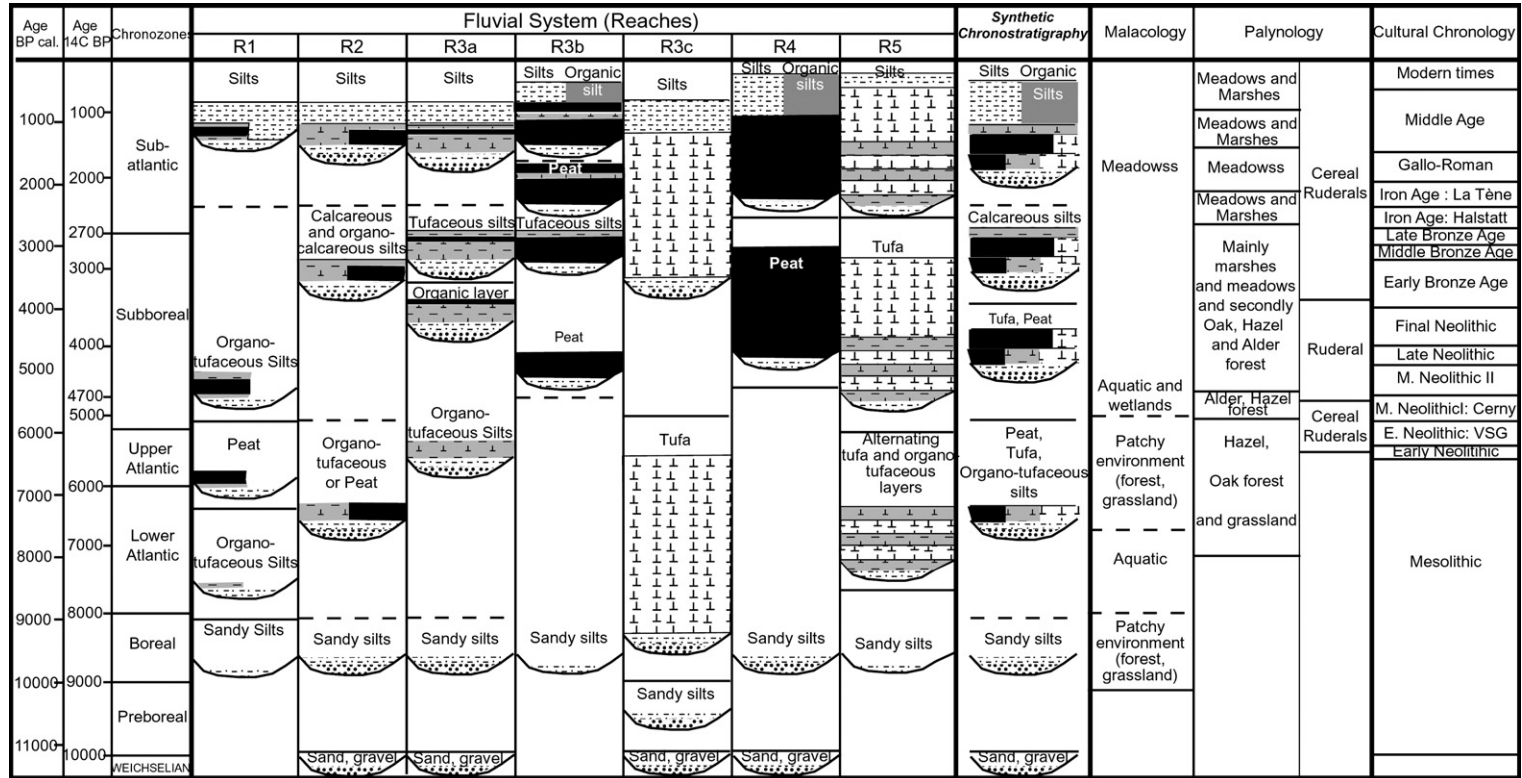 Age
BP cal.
Age
14C BP
Chronozones
Fluvial System (Reaches)
R1
R2
R3a
R3b
R3c
R4
R5
Synthetic
Chronostratigraphy
Malacology
Palynology
Cultural Chronology
1000
2000
2700
3000
4000
5000
4700
5000
6000
7000
8000
9000
10000
11000
1000
2000
3000
4000
6000
7000
8000
9000
10000
Sub-
atlantic
Subboreal
Upper
Atlantic
Lower
Atlantic
Boreal
Preboreal
WEICHSELIAN
Silts
Organo-
tufaceous Silts
Peat
Organo-
tufaceous Silts
Sandy Silts
Silts
Calcareous
and organo-
calcareous silts
Organo-
tufaceous
or Peat
Sandy silts
Sand, gravel
Silts
Tufaceous silts
Organic layer
Organo-
tufaceous Silts
Sandy silts
Sand, gravel
Silts Organic
silt
Peat
Tufaceous silts
Peat
Sandy silts
Silts
Tufa
Sandy silts
Sand, gravel
Silts Organic
silts
Peat
Sandy silts
Sand, gravel
Silts
Tufa
Alternating
tufa and organo-
tufaceous
layers
Sandy silts
Silts Organic
Silts
Calcareous silts
Tufa, Peat
Peat,
Tufa,
Organo-tufaceous
silts
Sandy silts
Sand, gravel
Meadowss
Aquatic and
wetlands
Patchy
environment
(forest,
grassland)
Aquatic
Patchy
environment
(forest,
grassland)
Meadows and
Marshes
Meadows and
Marshes
Meadowss
Meadows and
Marshes
Mainly
marshes
and meadows
and secondly
Oak, Hazel
and Alder
forest
Alder, Hazel
forest
Hazel,
Oak forest
and grassland
Cereal
Ruderals
Ruderal
Cereal
Ruderals
Modern times
Middle Age
Gallo-Roman
Iron Age : La Tène
Iron Age: Halstatt
Late Bronze Age
Middle Bronze Age
Early Bronze Age
Final Neolithic
Late Neolithic
M. Neolithic II
M. NeolithicI: Cerny
E. Neolithic: VSG
Early Neolitihic
Mesolithic